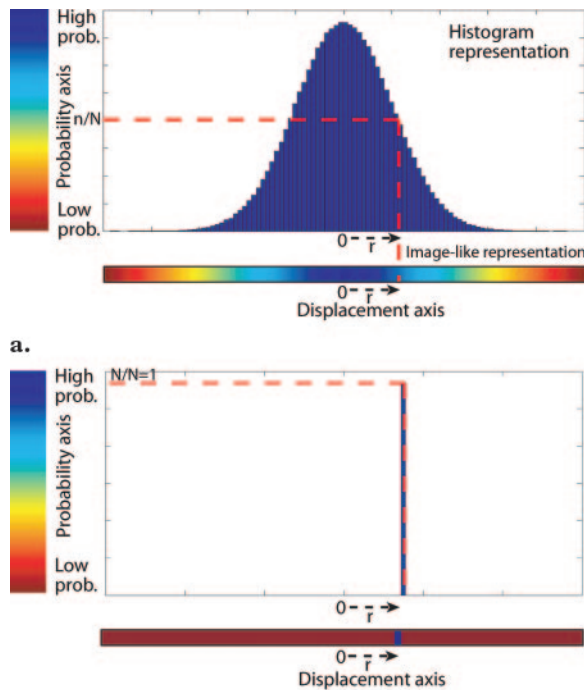 High
prob.
Histogram
representation
Probability axis
n/N
Low
prob.
0
r
Image-like representation
0
r
Displacement axis
a.
High
prob.
N/N=1
Probability axis
Low
prob.
0
r
0
r
Displacement axis